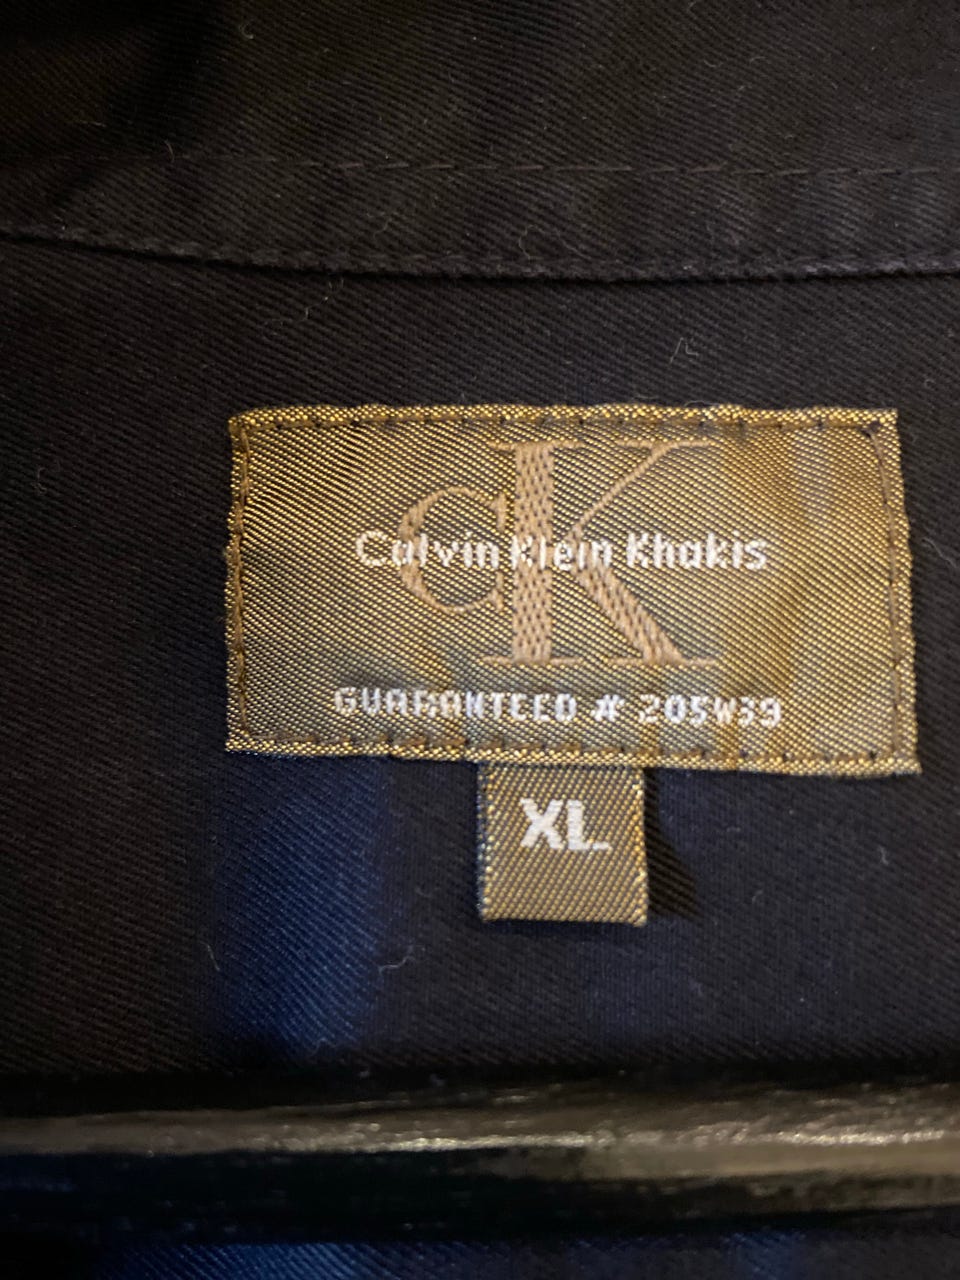 cK
Calvin Klein Khakis
GUARANTEED # 205W39
XL